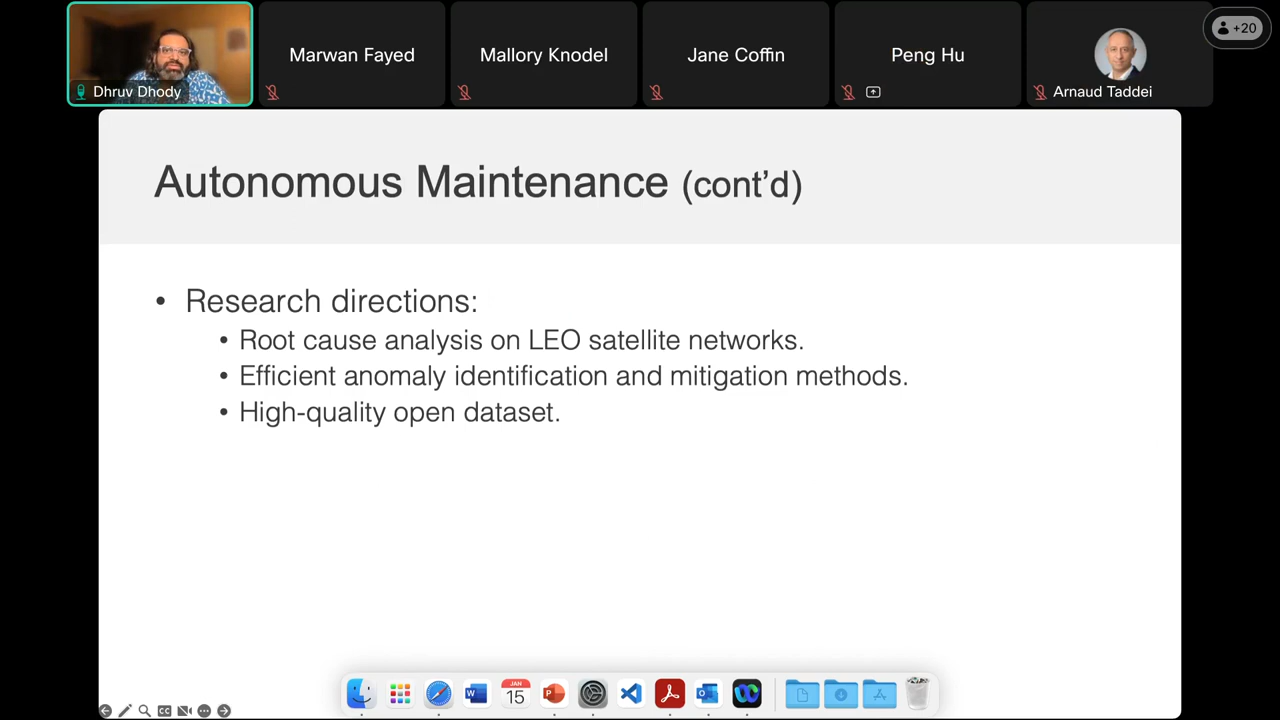 Dhruv Dhody
Marwan Fayed
Mallory Knodel
Jane Coffin
Peng Hu
Arnaud Taddei
+20
Autonomous Maintenance (cont’d)
• Research directions:
• Root cause analysis on LEO satellite networks.
• Efficient anomaly identification and mitigation methods.
• High-quality open dataset.
JAN
15
W
P
CC